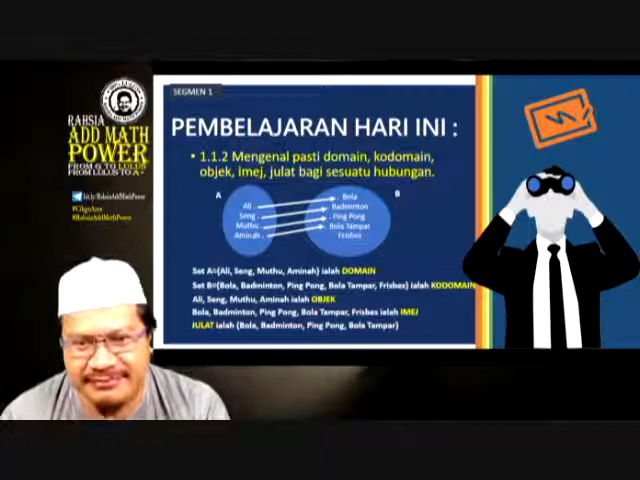 SEGMEN 1
RAHSIA
ADD MATH
POWER
FROM G TO LULUS
FROM LULUS TO A+
bit.ly/RahsiaAddMathPower
#CikguAzro
#RahsiaAddMathPower
PEMBELAJARAN HARI INI :
• 1.1.2 Mengenal pasti domain, kodomain,
objek, imej, julat bagi sesuatu hubungan.
A
B
Ali
Seng
Muthu
Aminah
Bola
Badminton
Ping Pong
Bola Tampar
Frisbes
Set A={Ali, Seng, Muthu, Aminah} ialah DOMAIN
Set B={Bola, Badminton, Ping Pong, Bola Tampar, Frisbes} ialah KODOMAIN
Ali, Seng, Muthu, Aminah ialah OBJEK
Bola, Badminton, Ping Pong, Bola Tampar, Frisbes ialah IMEJ
JULAT ialah {Bola, Badminton, Ping Pong, Bola Tampar}